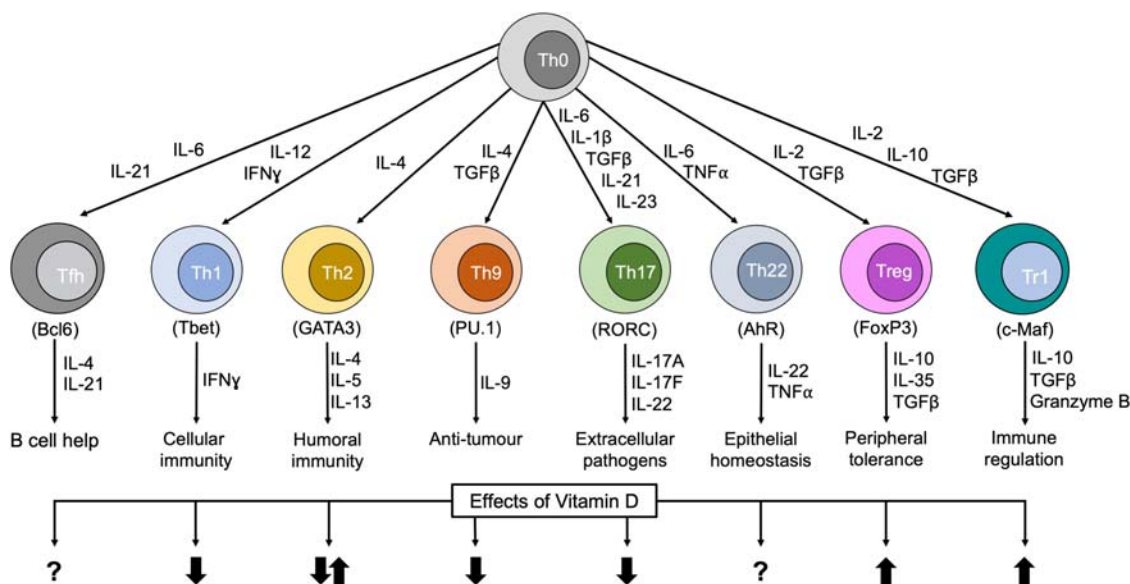 Th0
IL-21
IL-6
IFNɣ
IL-12
IL-4
IL-4
TGFβ
IL-6
IL-1β
TGFβ
IL-21
IL-23
IL-6
TNFα
IL-2
TGFβ
IL-2
IL-10
TGFβ
Tfh
Th1
Th2
Th9
Th17
Th22
Treg
Tr1
(Bcl6)
(Tbet)
(GATA3)
(PU.1)
(RORC)
(AhR)
(FoxP3)
(c-Maf)
IL-4
IL-21
IFNɣ
IL-4
IL-5
IL-13
IL-9
IL-17A
IL-17F
IL-22
IL-22
TNFα
IL-10
IL-35
TGFβ
IL-10
TGFβ
Granzyme B
B cell help
Cellular
immunity
Humoral
immunity
Anti-tumour
Extracellular
pathogens
Epithelial
homeostasis
Peripheral
tolerance
Immune
regulation
Effects of Vitamin D
?
?